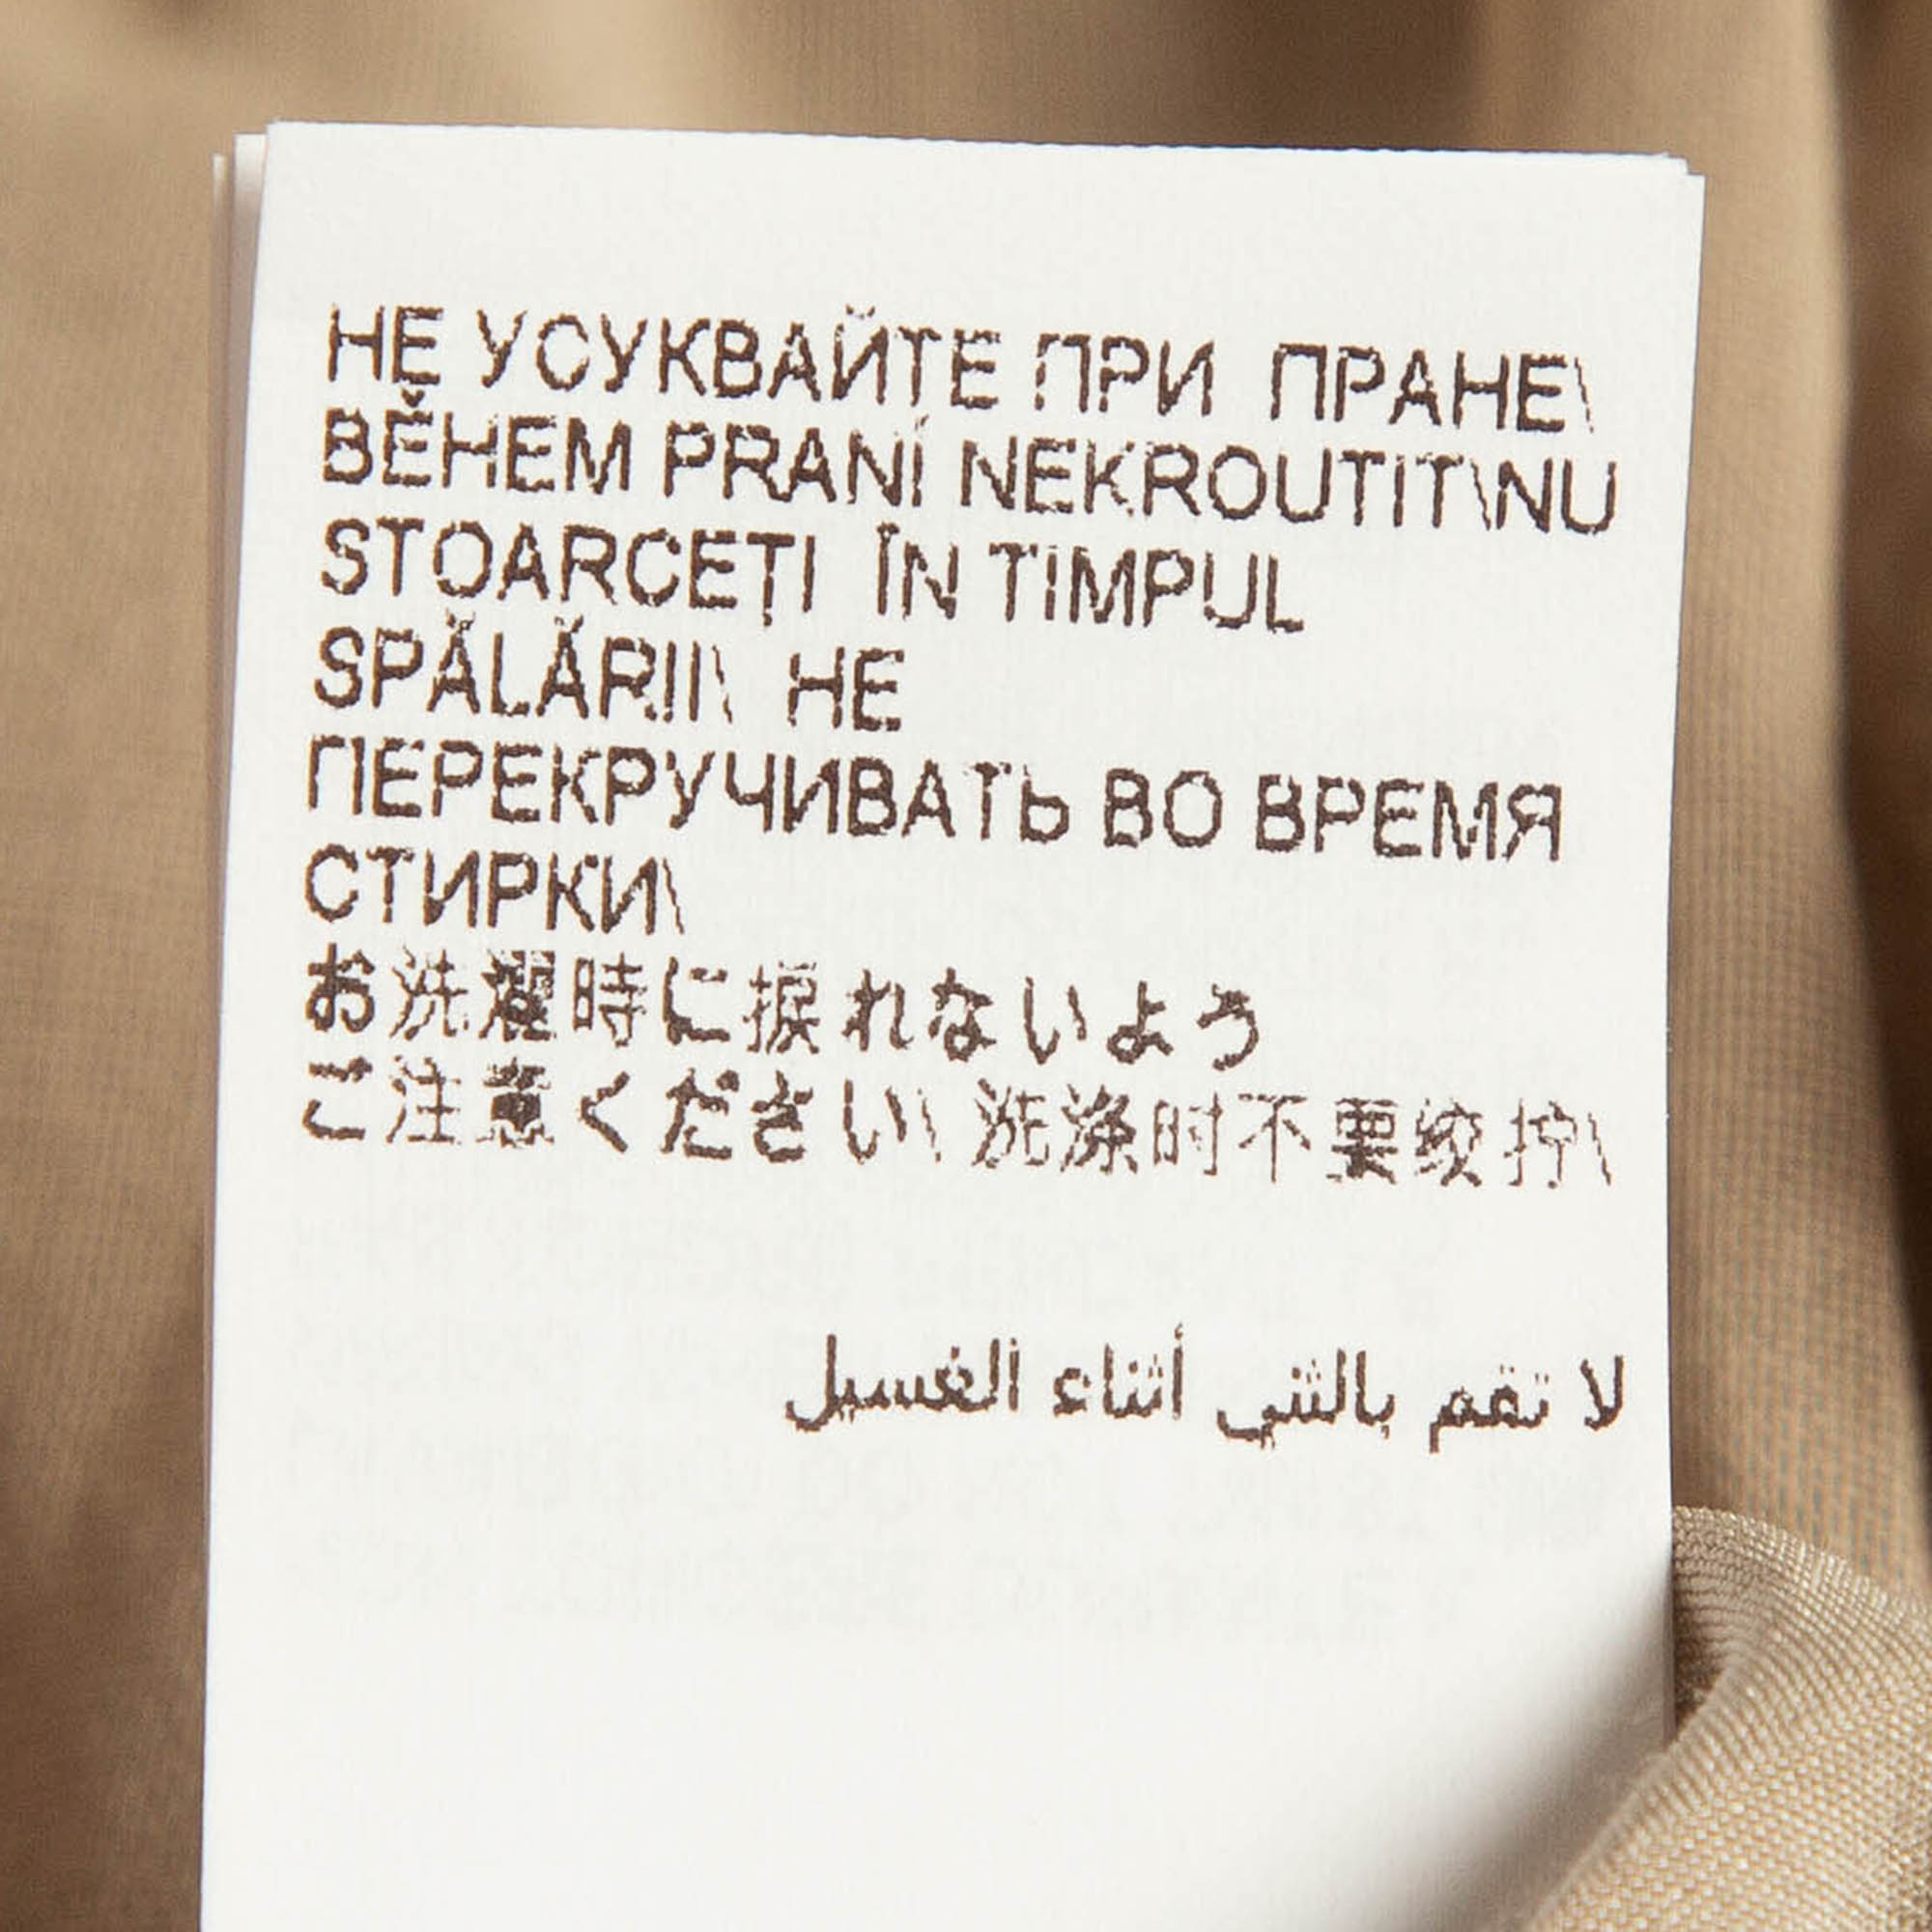 НЕ УСУКВАЙТЕ ПРИ ПРАНЕ\
BĚHEM PRANÍ NEKROUTIT\NU
STOARCEȚI ÎN TIMPUL
SPĂLĂRII\ НЕ
ПЕРЕКРУЧИВАТЬ ВО ВРЕМЯ
СТИРКИ\
お洗濯時に捩れないよう
ご注意ください\ 洗涤时不要绞拧\
لا تقم بالثني أثناء الغسيل